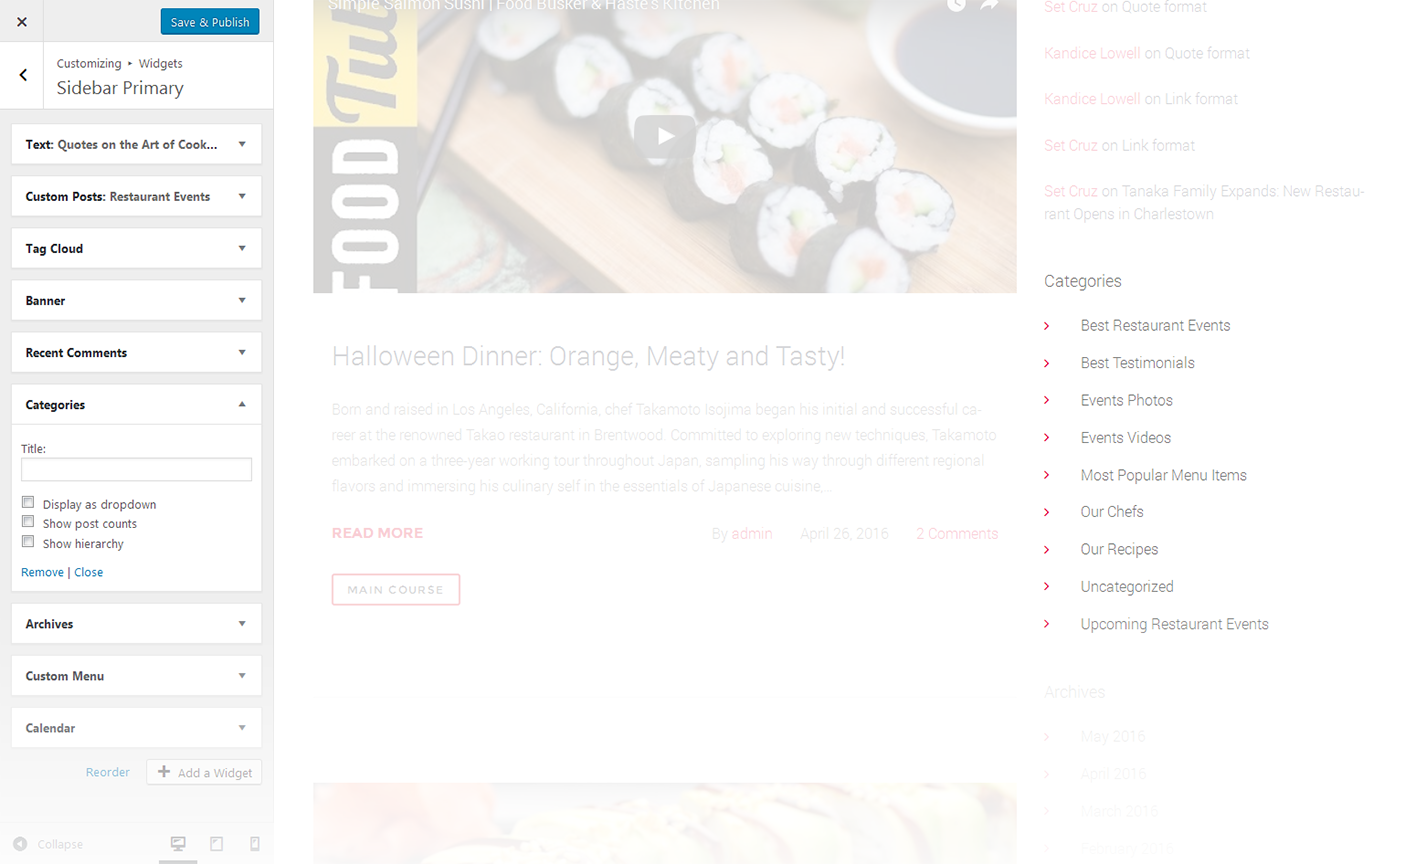 Save & Publish
Customizing ▸ Widgets
Sidebar Primary
Text: Quotes on the Art of Cook...
Custom Posts: Restaurant Events
Tag Cloud
Banner
Recent Comments
Categories
Title:
Display as dropdown
Show post counts
Show hierarchy
Remove | Close
Archives
Custom Menu
Calendar
Reorder
Add a Widget
Collapse
Simple Salmon Sushi | Food Busker & Haste's Kitchen
FOOD
Halloween Dinner: Orange, Meaty and Tasty!
Born and raised in Los Angeles, California, chef Takamoto Isojima began his initial and successful ca-
reer at the renowned Takao restaurant in Brentwood. Committed to exploring new techniques, Takamoto
embarked on a three-year working tour throughout Japan, sampling his way through different regional
flavors and immersing his culinary self in the essentials of Japanese cuisine,...
READ MORE
By admin
April 26, 2016
2 Comments
MAIN COURSE
Set Cruz on Quote format
Kandice Lowell on Quote format
Kandice Lowell on Link format
Set Cruz on Link format
Set Cruz on Tanaka Family Expands: New Restau-
rant Opens in Charlestown
Categories
Best Restaurant Events
Best Testimonials
Events Photos
Events Videos
Most Popular Menu Items
Our Chefs
Our Recipes
Uncategorized
Upcoming Restaurant Events
Archives
May 2016
April 2016
March 2016
February 2016